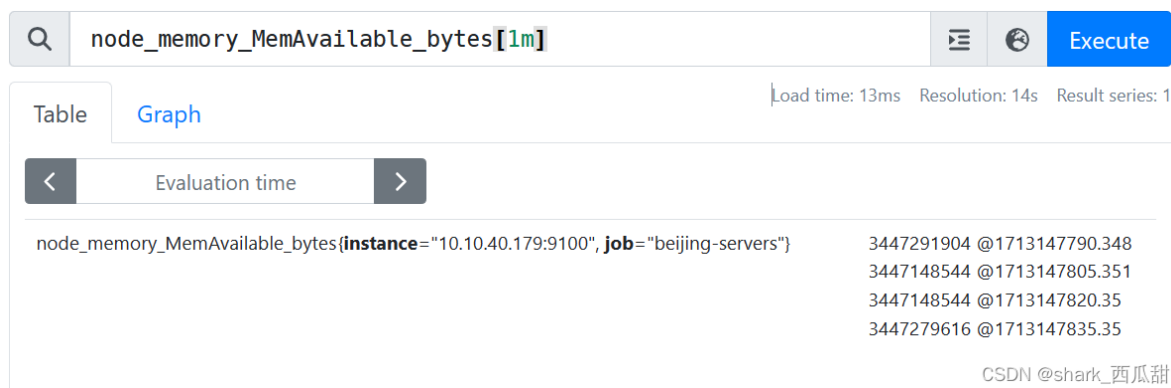 node_memory_MemAvailable_bytes[1m]
Execute
Load time: 13ms Resolution: 14s Result series: 1
Table Graph
Evaluation time
node_memory_MemAvailable_bytes{instance="10.10.40.179:9100", job="beijing-servers"} 3447291904 @1713147790.348
3447148544 @1713147805.351
3447148544 @1713147820.35
3447279616 @1713147835.35
CSDN @shark_西瓜甜